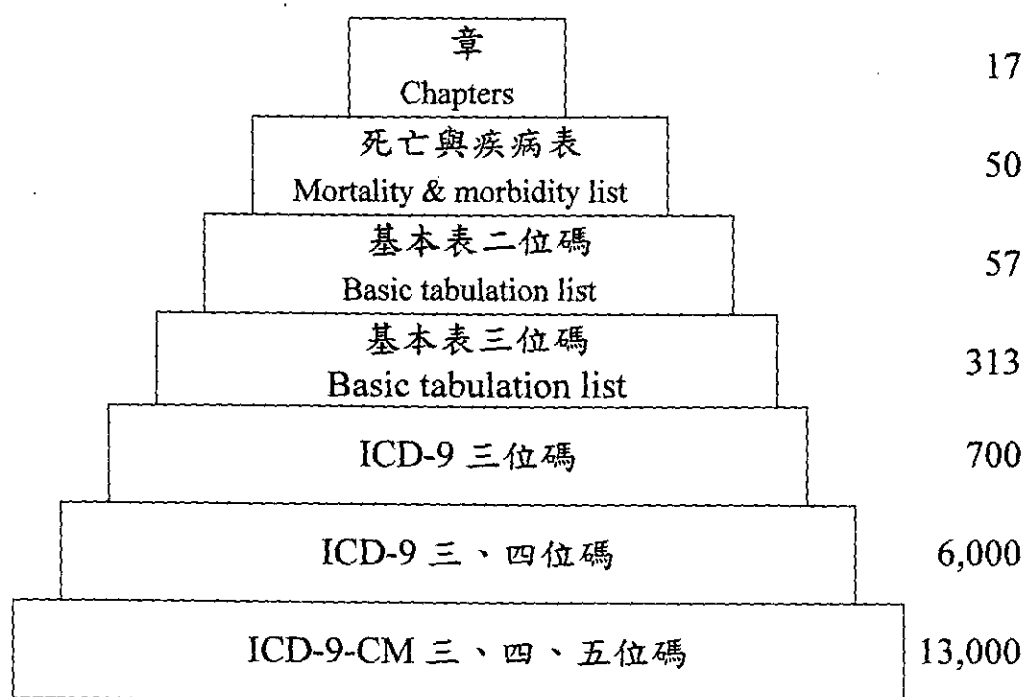 章 17
Chapters
死亡與疾病表 50
Mortality & morbidity list
基本表二位碼 57
Basic tabulation list
基本表三位碼 313
Basic tabulation list
ICD-9 三位碼 700
ICD-9 三、四位碼 6,000
ICD-9-CM 三、四、五位碼 13,000